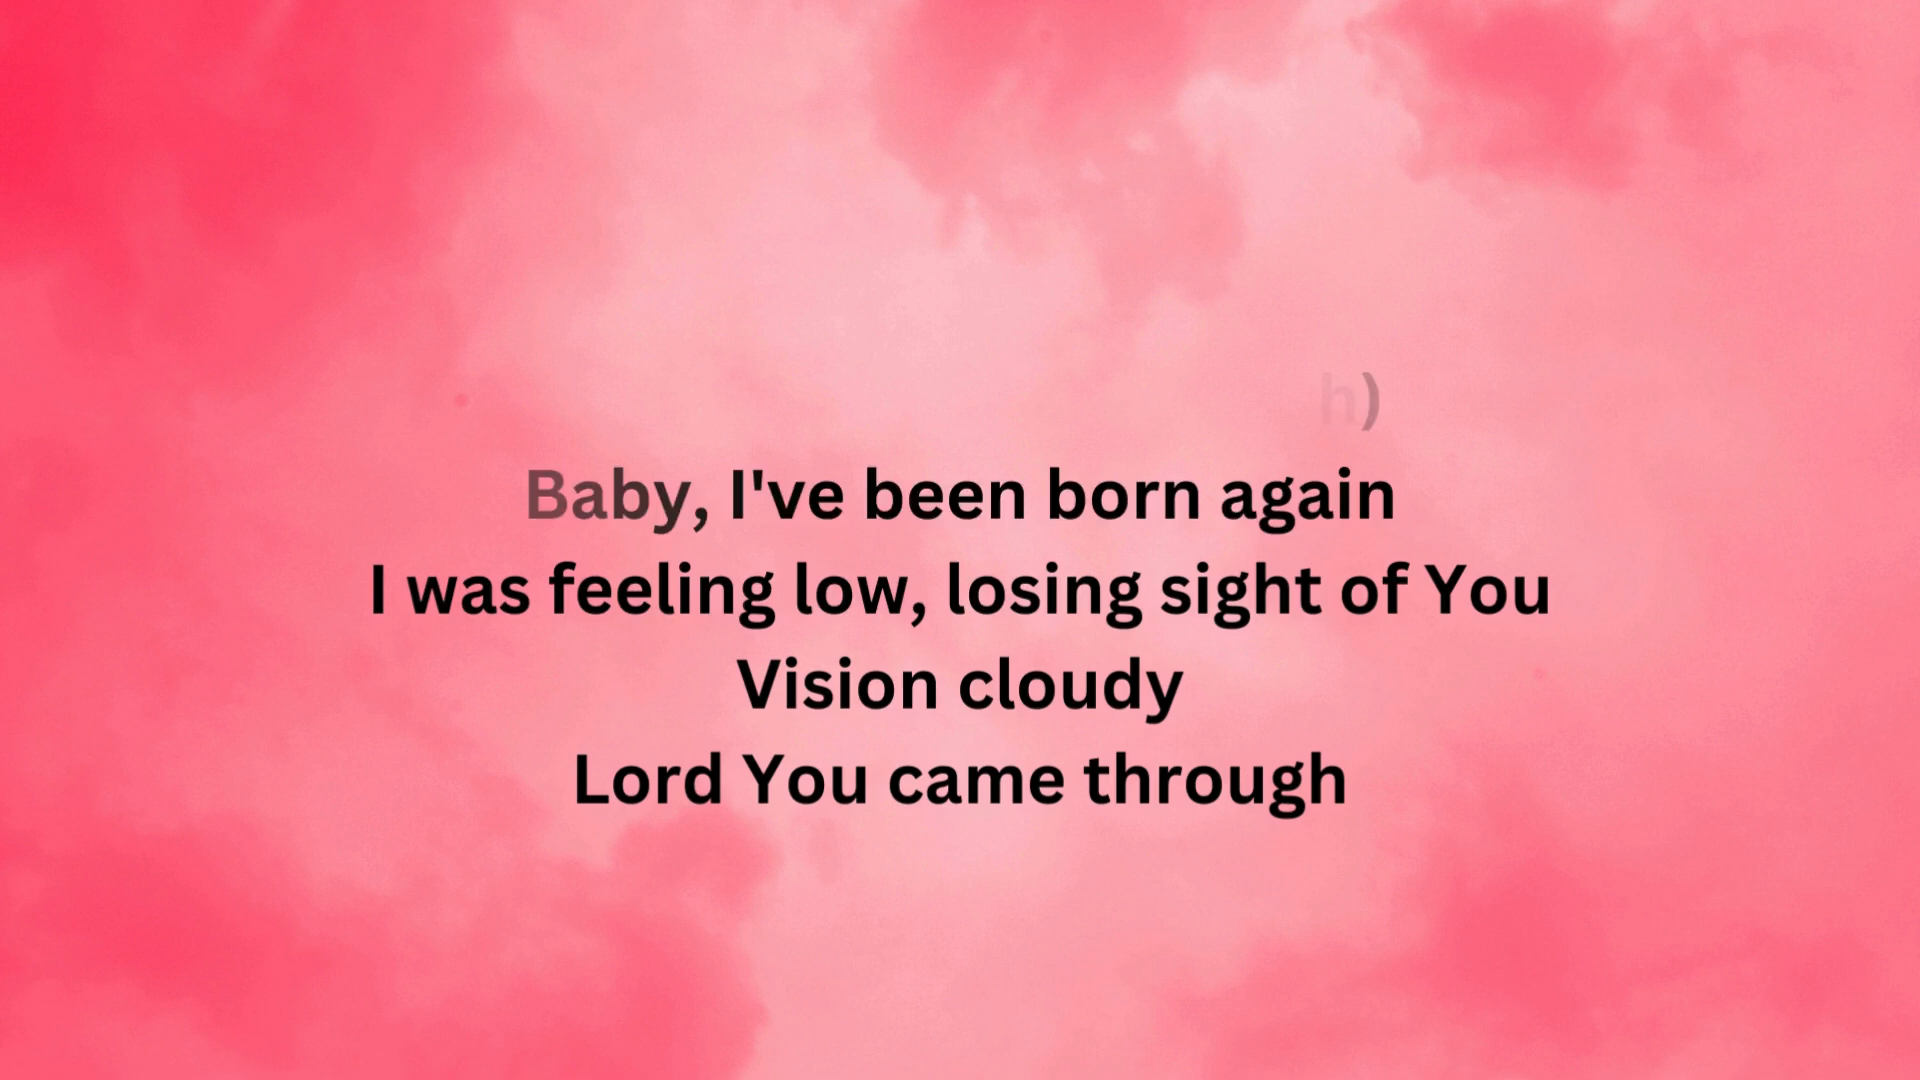 h)
Baby, I've been born again
I was feeling low, losing sight of You
Vision cloudy
Lord You came through